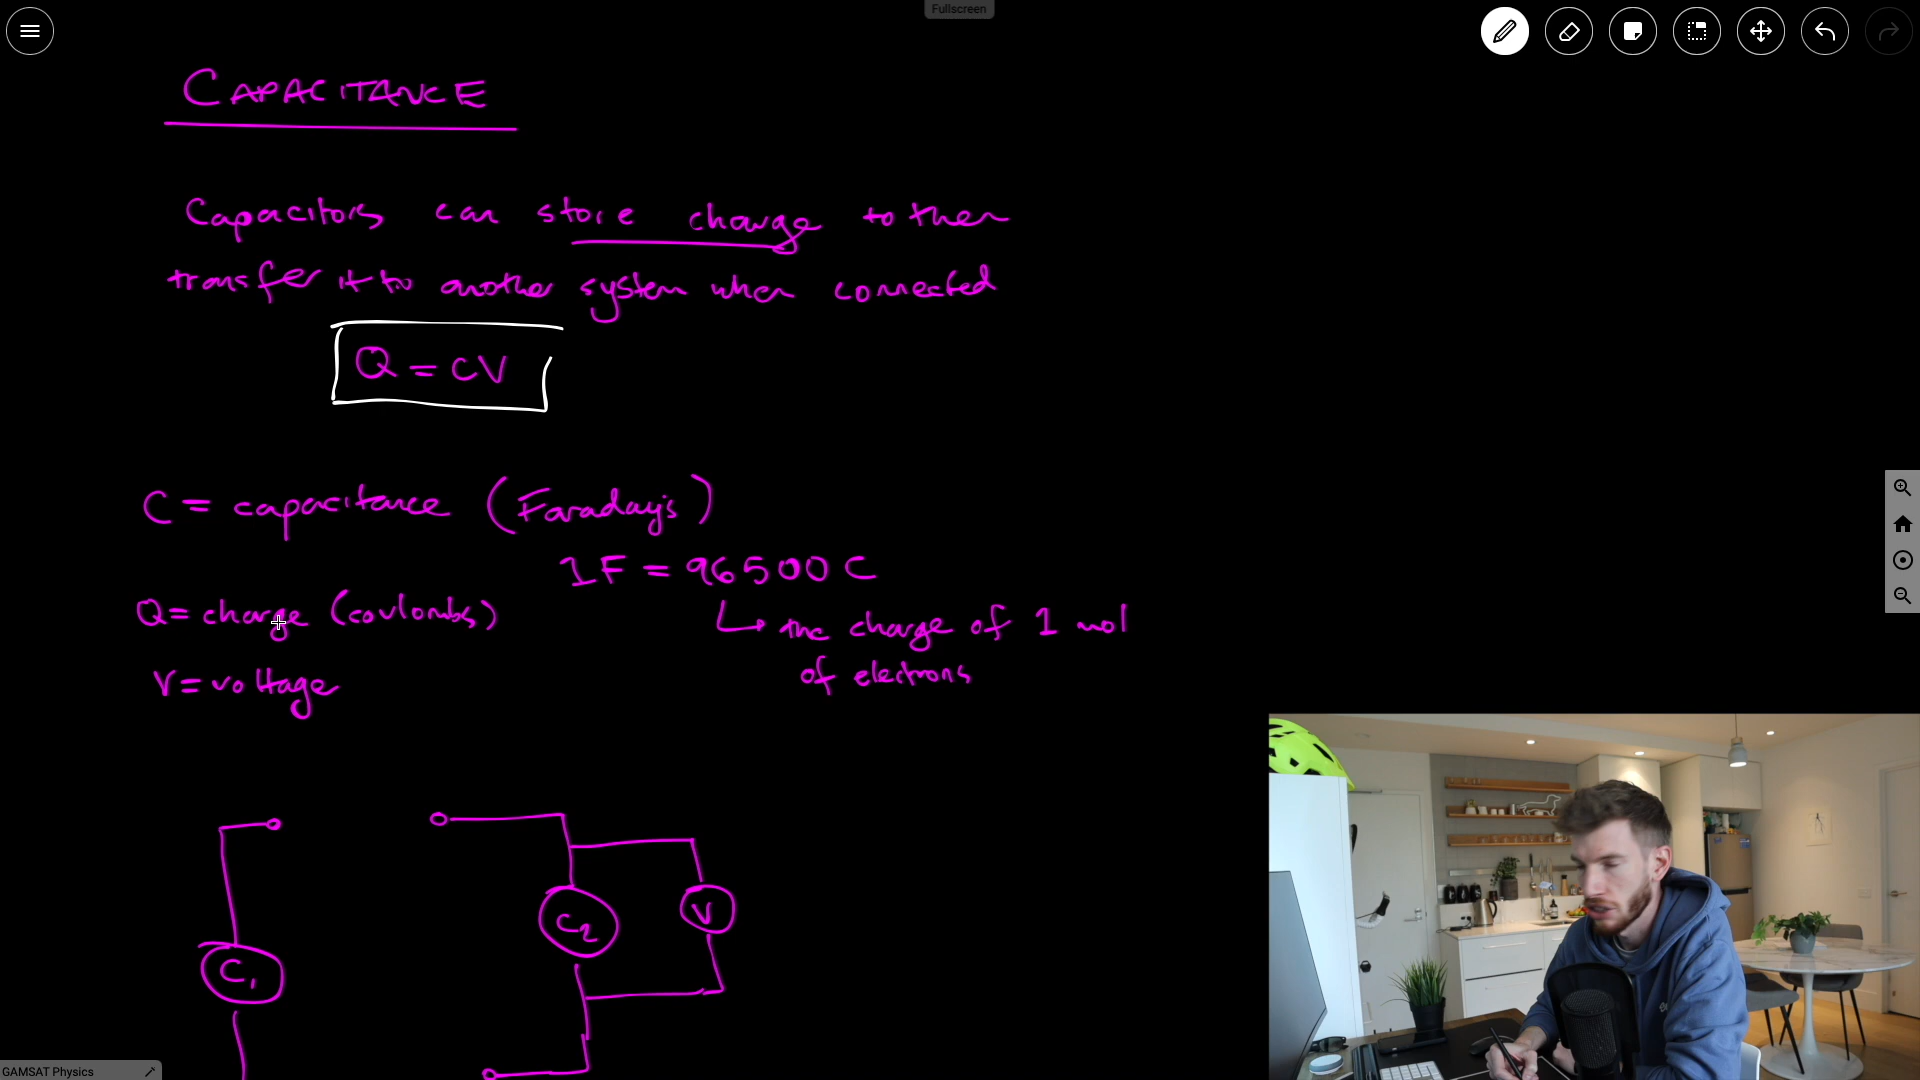 Fullscreen
CAPACITANCE
Capacitors can store charge to then
transfer it to another system when connected
Q = CV
C = capacitance (Faraday's)
1F = 96500 C
Q = charge (coulombs)
the charge of 1 mol
of electrons
V = voltage
C₂
V
C₁
GAMSAT Physics